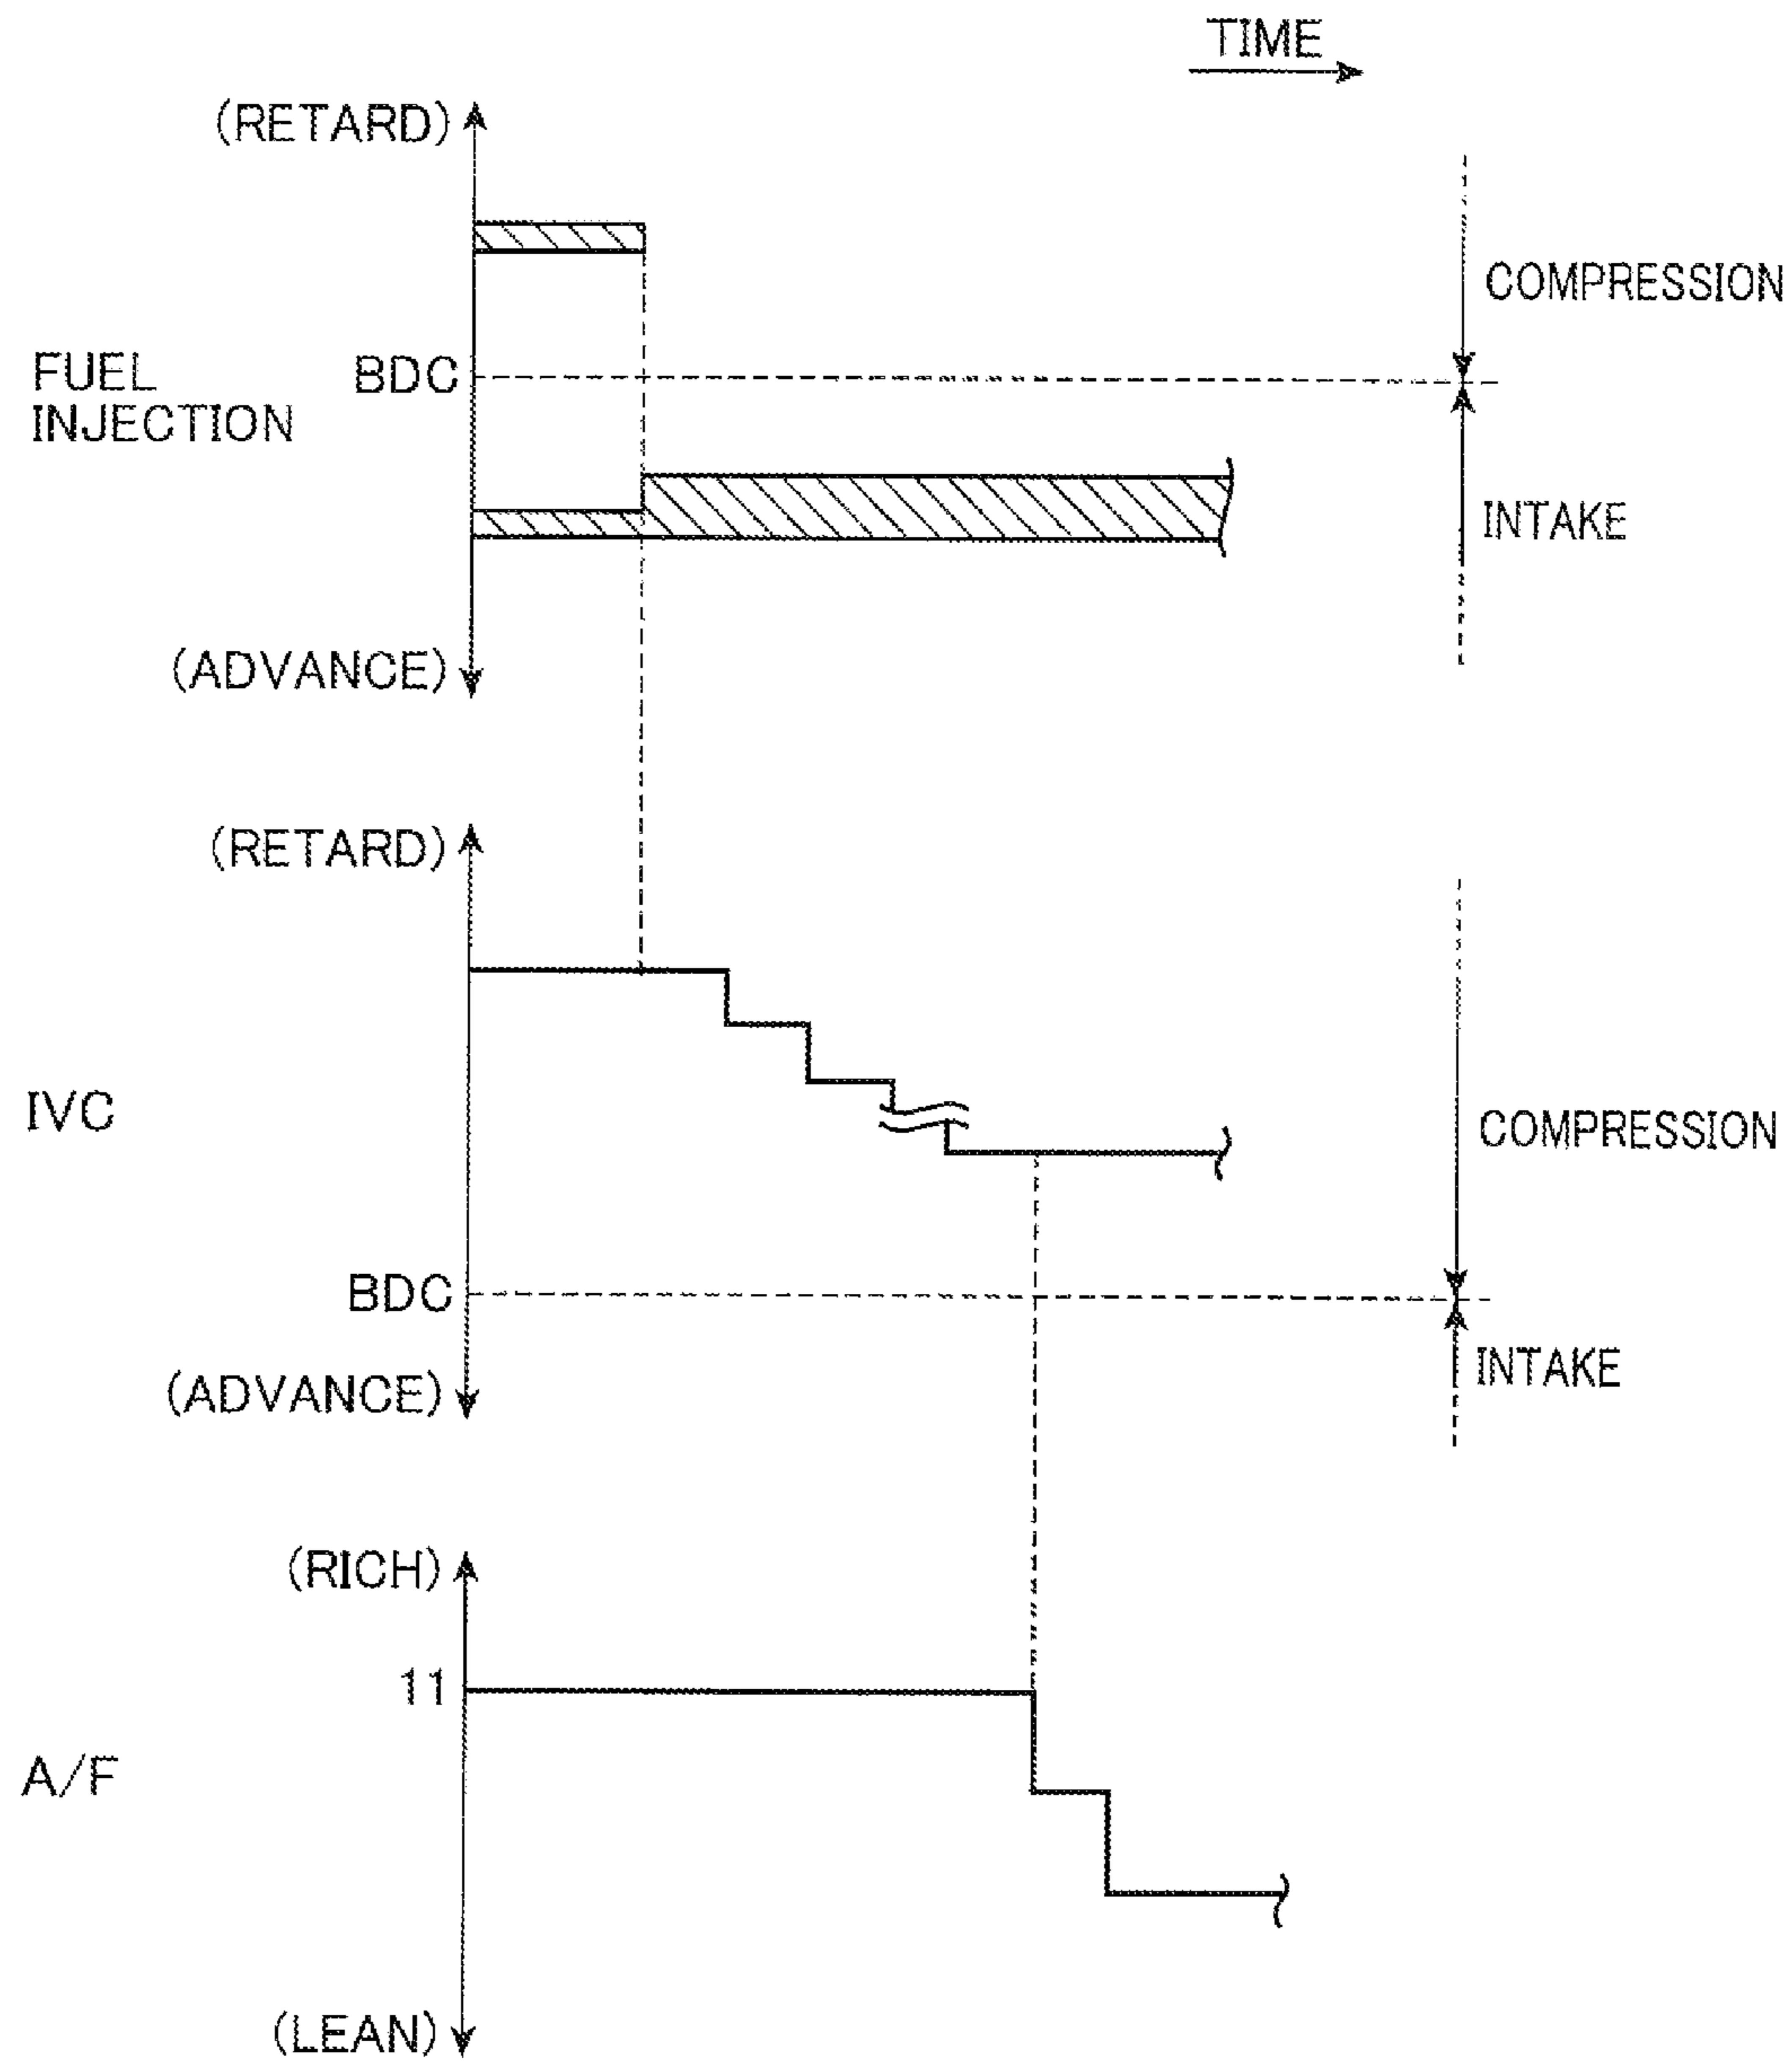 TIME
(RETARD)
COMPRESSION
FUEL
INJECTION
BDC
INTAKE
(ADVANCE)
(RETARD)
IVC
COMPRESSION
BDC
INTAKE
(ADVANCE)
(RICH)
11
A/F
(LEAN)